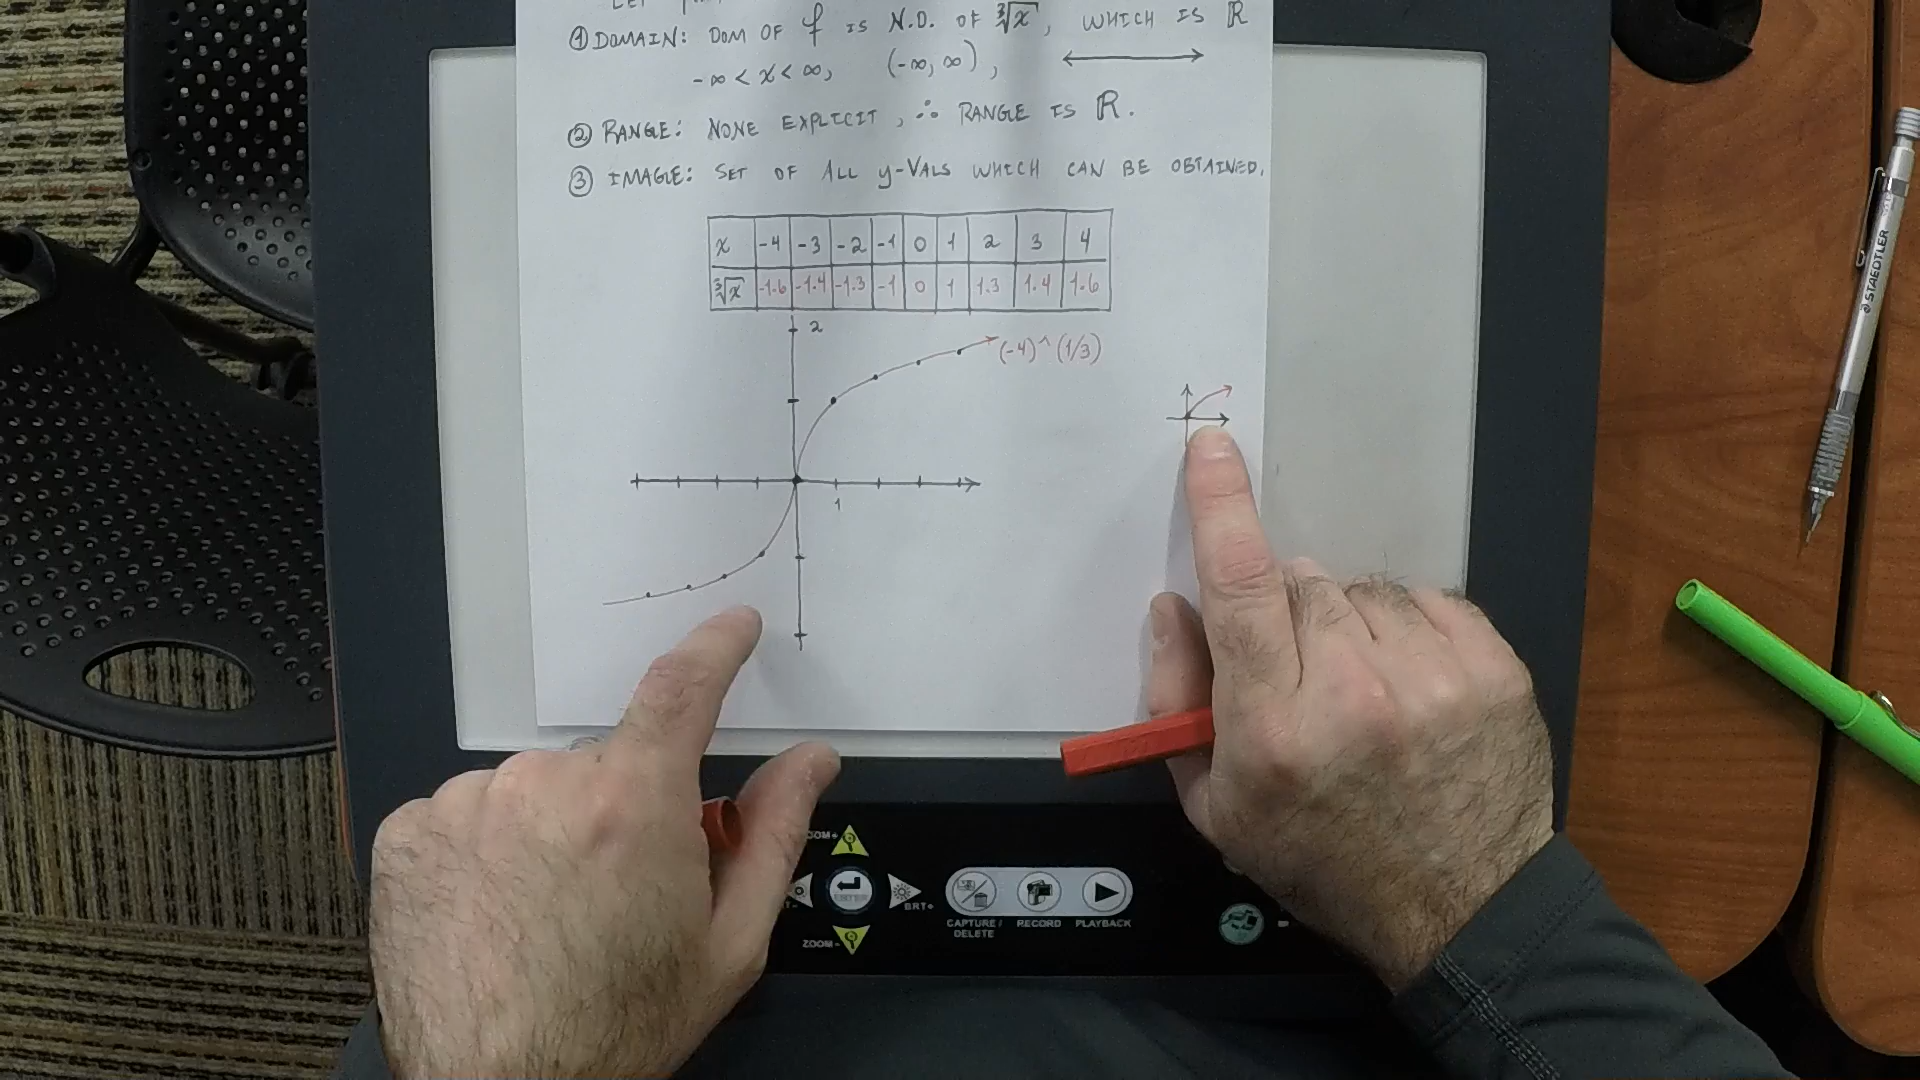 LET
① DOMAIN: DOM OF f IS N.D. OF ∛x, WHICH IS ℝ
-∞ < x < ∞, (-∞, ∞),
② RANGE: NONE EXPLICIT, ∴ RANGE IS ℝ.
③ IMAGE: SET OF ALL y-VALS WHICH CAN BE OBTAINED.
x -4 -3 -2 -1 0 1 2 3 4
∛x -1.6 -1.4 -1.3 -1 0 1 1.3 1.4 1.6
2
(-4)^(1/3)
1
STAEDTLER
ZOOM+
ENTER
BRT+
ZOOM-
CAPTURE / DELETE
RECORD
PLAYBACK